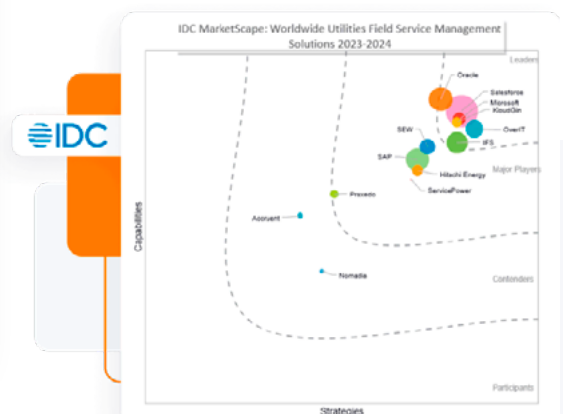 IDC MarketScape: Worldwide Utilities Field Service Management
Solutions 2023-2024
Leaders
Oracle
Salesforce
Microsoft
KloudGin
OverIT
IFS
SEW
SAP
Hitachi Energy
ServicePower
Major Players
Praxedo
Accruent
Nomadia
Contenders
Participants
Capabilities
Strategies
IDC